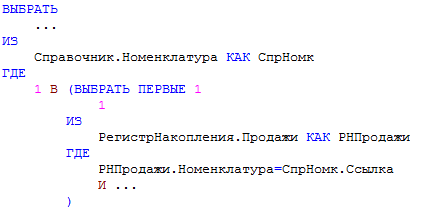 ВЫБРАТЬ
...
ИЗ
Справочник.Номенклатура КАК СпрНомк
ГДЕ
1 В (ВЫБРАТЬ ПЕРВЫЕ 1
1
ИЗ
РегистрНакопления.Продажи КАК РНПродажи
ГДЕ
РНПродажи.Номенклатура=СпрНомк.Ссылка
И ...
)